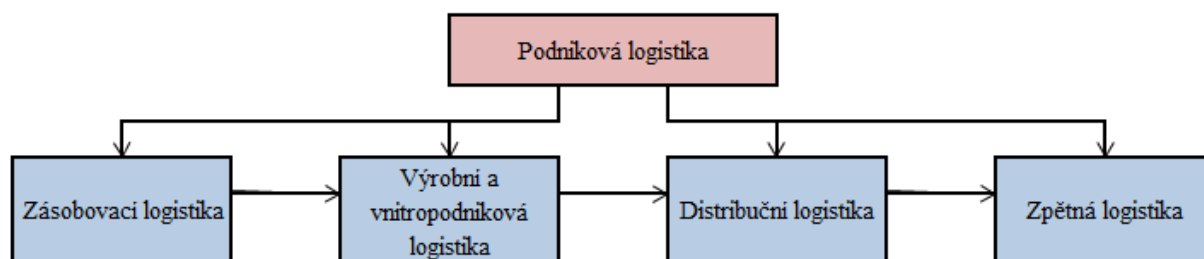 Podniková logistika
Zásobovací logistika
Výrobní a
vnitropodniková
logistika
Distribuční logistika
Zpětná logistika